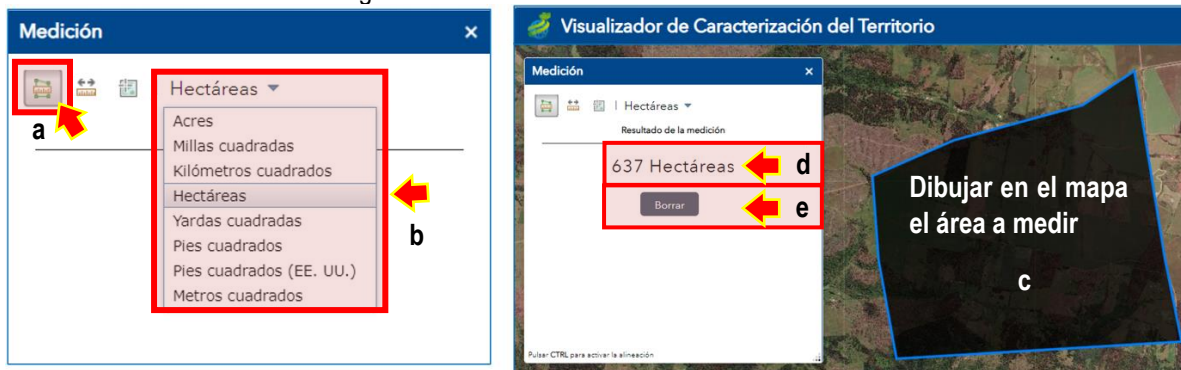 Medición ×
Hectáreas
a
Acres
Millas cuadradas
Kilómetros cuadrados
Hectáreas
Yardas cuadradas
Pies cuadrados
Pies cuadrados (EE. UU.)
Metros cuadrados
b
Visualizador de Caracterización del Territorio
Medición ×
Hectáreas
Resultado de la medición
637 Hectáreas
d
Borrar
e
Pulsar CTRL para activar la alineación
Dibujar en el mapa
el área a medir
c